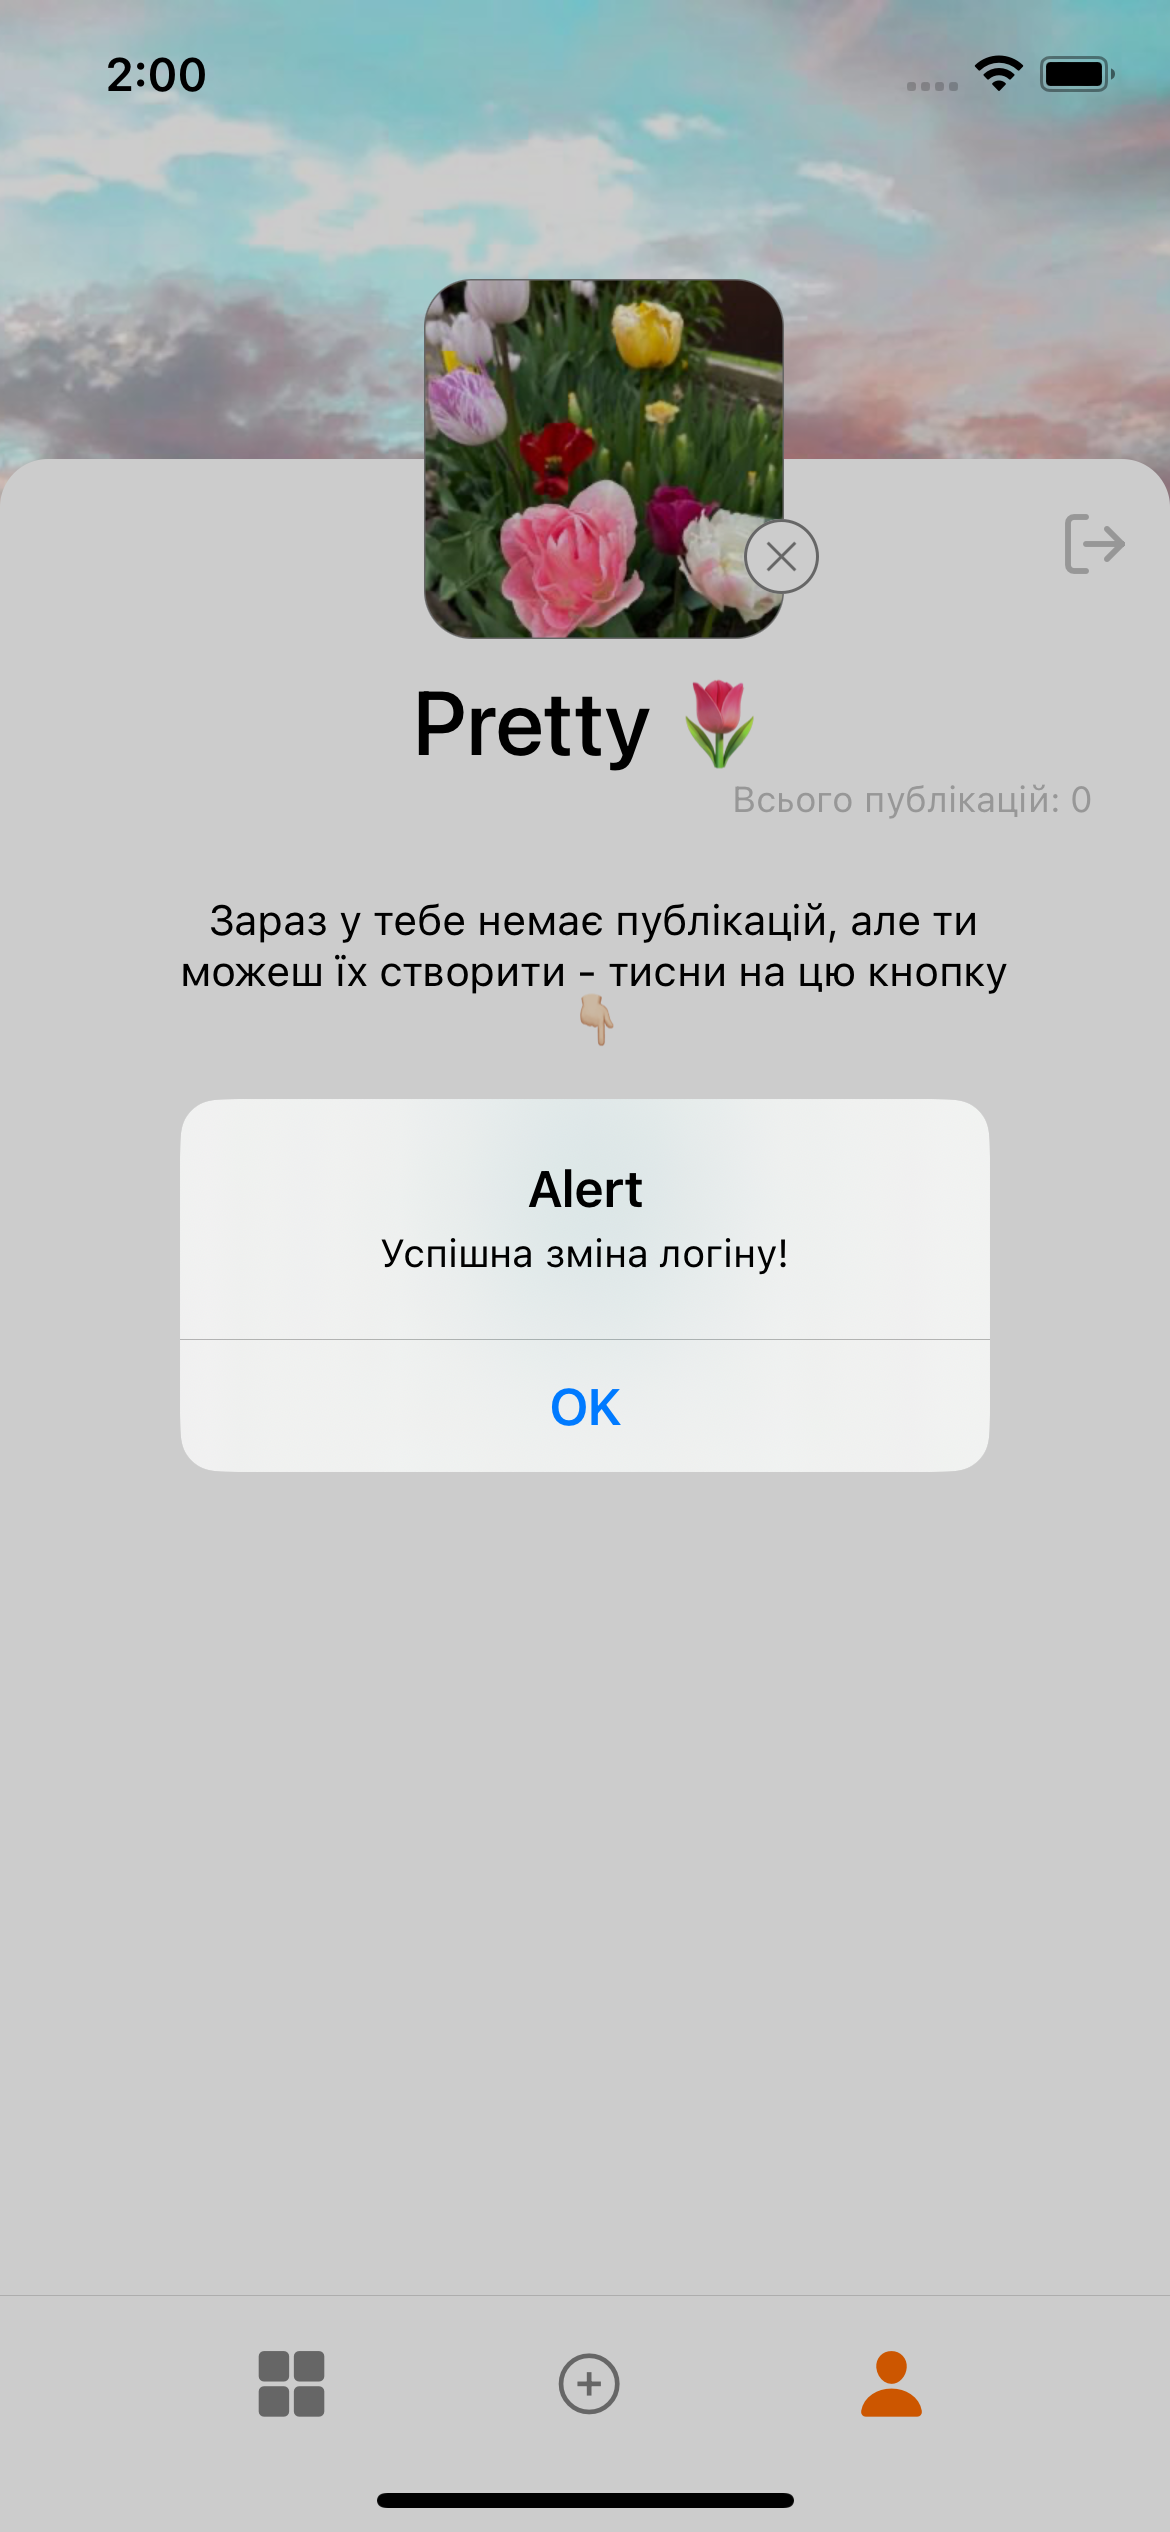 2:00
Pretty 🌷
Всього публікацій: 0
Зараз у тебе немає публікацій, але ти
можеш їх створити - тисни на цю кнопку
👇🏻
Alert
Успішна зміна логіну!
OK